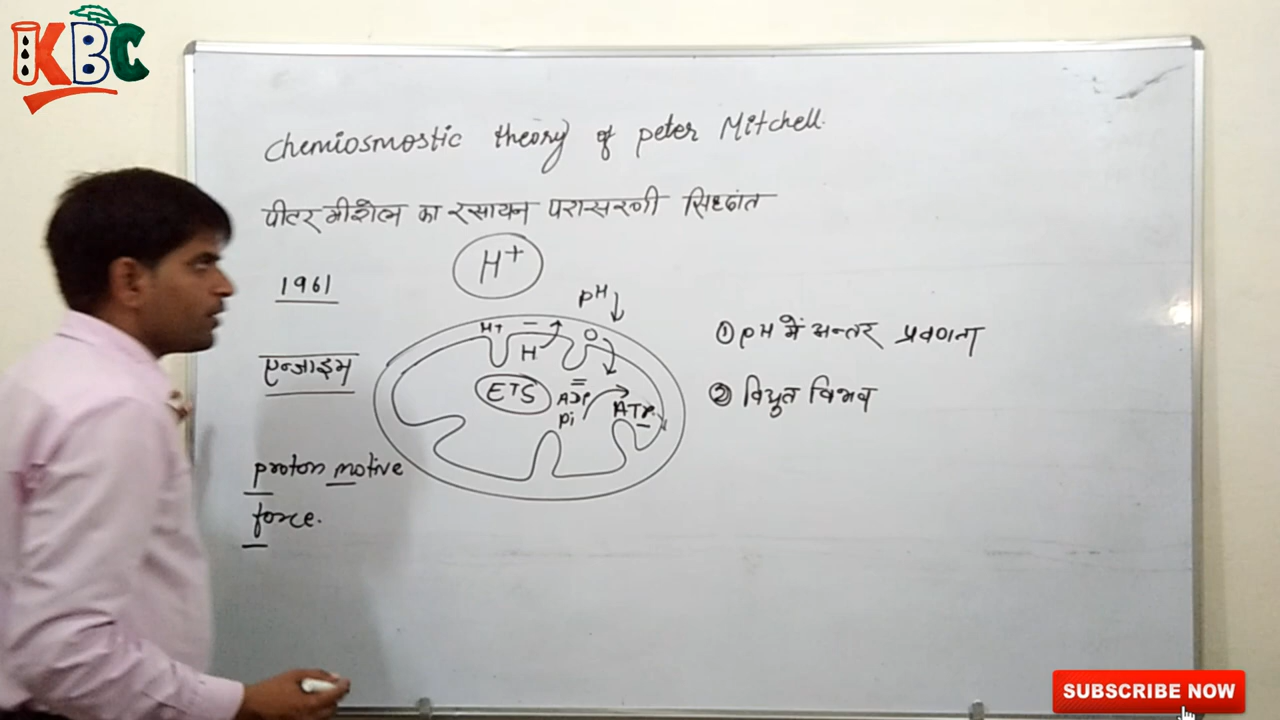 KBC
chemiosmostic theory of peter Mitchell.
पीटर मीशेल का रसायन परासरणी सिध्दांत
H+
1961
pH↓
H+ –
H
एन्जाइम
ETS
ADP
Pi
ATP
① pH में अन्तर प्रवणता
② विद्युत विभव
proton motive
force.
SUBSCRIBE NOW